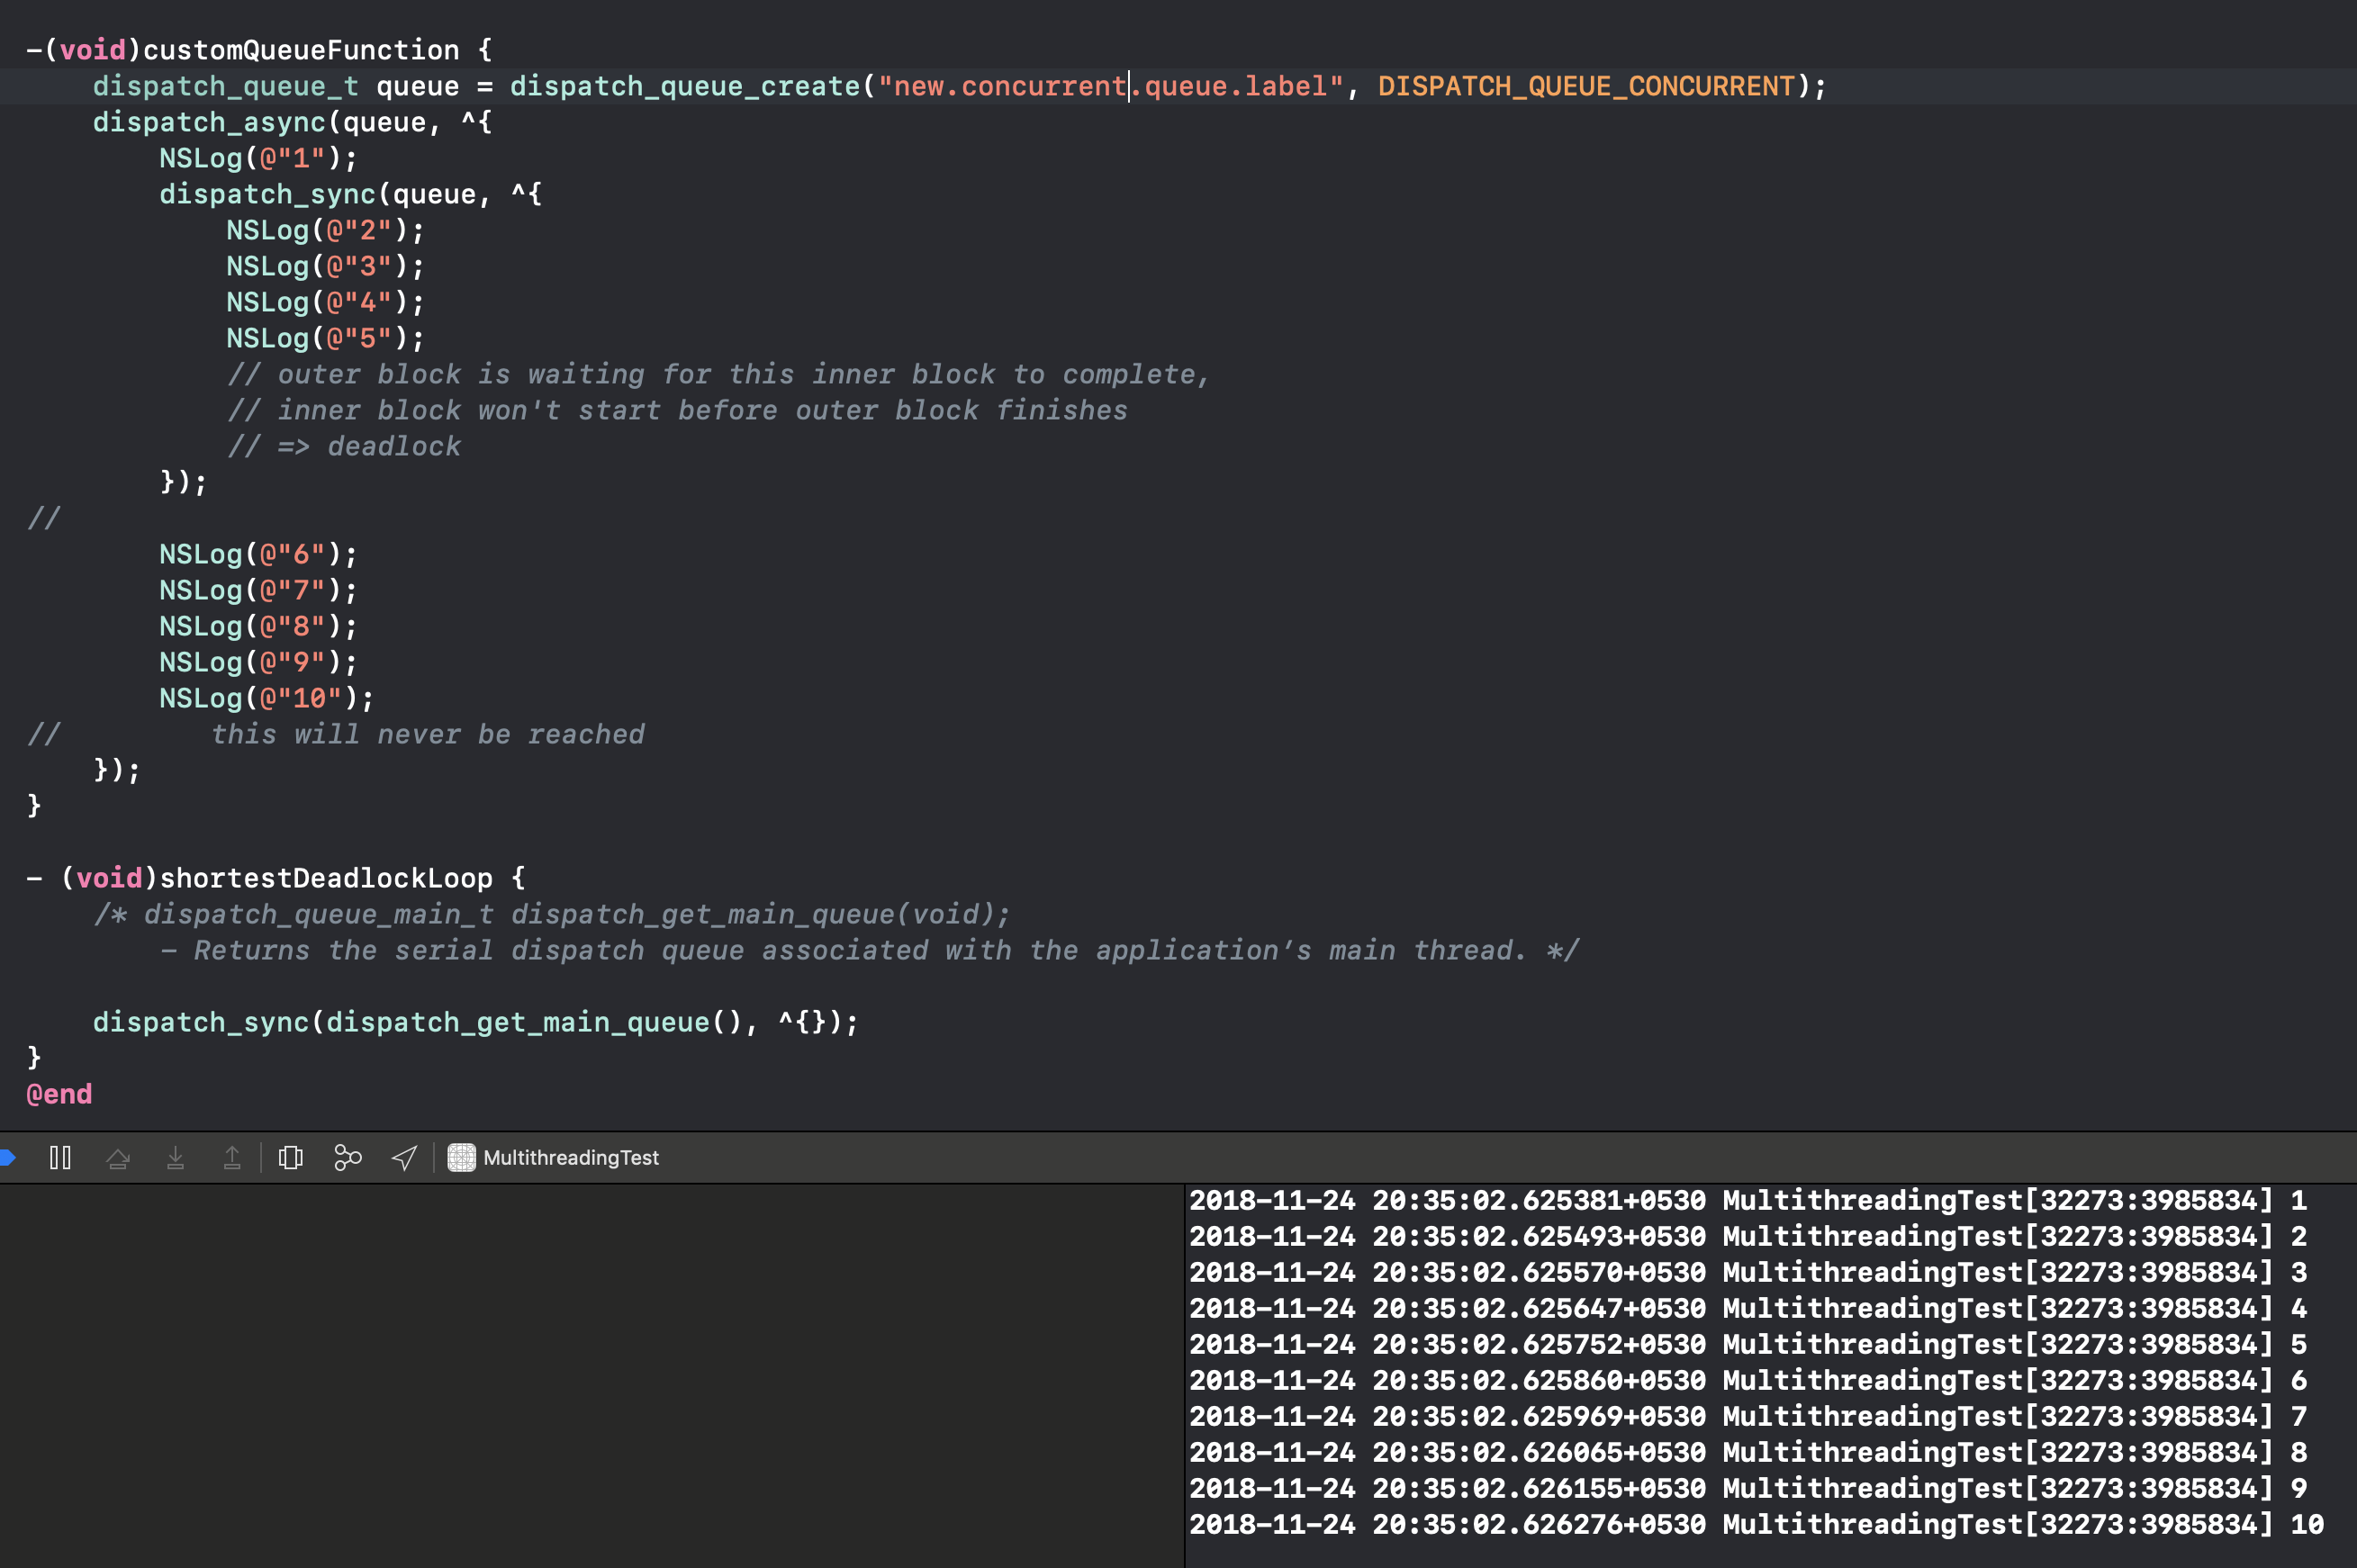 -(void)customQueueFunction {
    dispatch_queue_t queue = dispatch_queue_create("new.concurrent.queue.label", DISPATCH_QUEUE_CONCURRENT);
    dispatch_async(queue, ^{
        NSLog(@"1");
        dispatch_sync(queue, ^{
            NSLog(@"2");
            NSLog(@"3");
            NSLog(@"4");
            NSLog(@"5");
            // outer block is waiting for this inner block to complete,
            // inner block won't start before outer block finishes
            // => deadlock
        });
//
        NSLog(@"6");
        NSLog(@"7");
        NSLog(@"8");
        NSLog(@"9");
        NSLog(@"10");
//         this will never be reached
    });
}
- (void)shortestDeadlockLoop {
    /* dispatch_queue_main_t dispatch_get_main_queue(void);
        - Returns the serial dispatch queue associated with the application’s main thread. */
    dispatch_sync(dispatch_get_main_queue(), ^{});
}
@end
MultithreadingTest
2018-11-24 20:35:02.625381+0530 MultithreadingTest[32273:3985834] 1
2018-11-24 20:35:02.625493+0530 MultithreadingTest[32273:3985834] 2
2018-11-24 20:35:02.625570+0530 MultithreadingTest[32273:3985834] 3
2018-11-24 20:35:02.625647+0530 MultithreadingTest[32273:3985834] 4
2018-11-24 20:35:02.625752+0530 MultithreadingTest[32273:3985834] 5
2018-11-24 20:35:02.625860+0530 MultithreadingTest[32273:3985834] 6
2018-11-24 20:35:02.625969+0530 MultithreadingTest[32273:3985834] 7
2018-11-24 20:35:02.626065+0530 MultithreadingTest[32273:3985834] 8
2018-11-24 20:35:02.626155+0530 MultithreadingTest[32273:3985834] 9
2018-11-24 20:35:02.626276+0530 MultithreadingTest[32273:3985834] 10